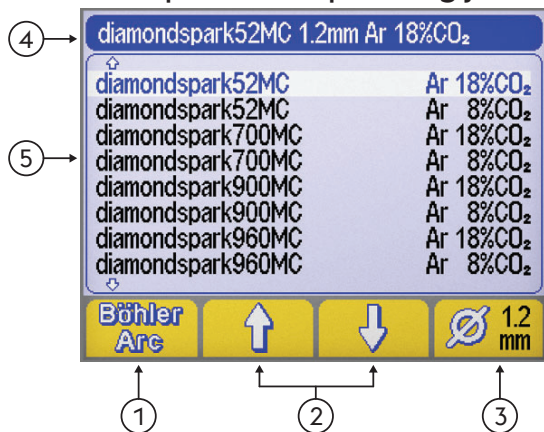 ④
diamondspark52MC 1.2mm Ar 18%CO₂
⑤
diamondspark52MC Ar 18%CO₂
diamondspark52MC Ar 8%CO₂
diamondspark700MC Ar 18%CO₂
diamondspark700MC Ar 8%CO₂
diamondspark900MC Ar 18%CO₂
diamondspark900MC Ar 8%CO₂
diamondspark960MC Ar 18%CO₂
diamondspark960MC Ar 8%CO₂
Böhler
Arc
Ø 1.2
mm
① ② ③